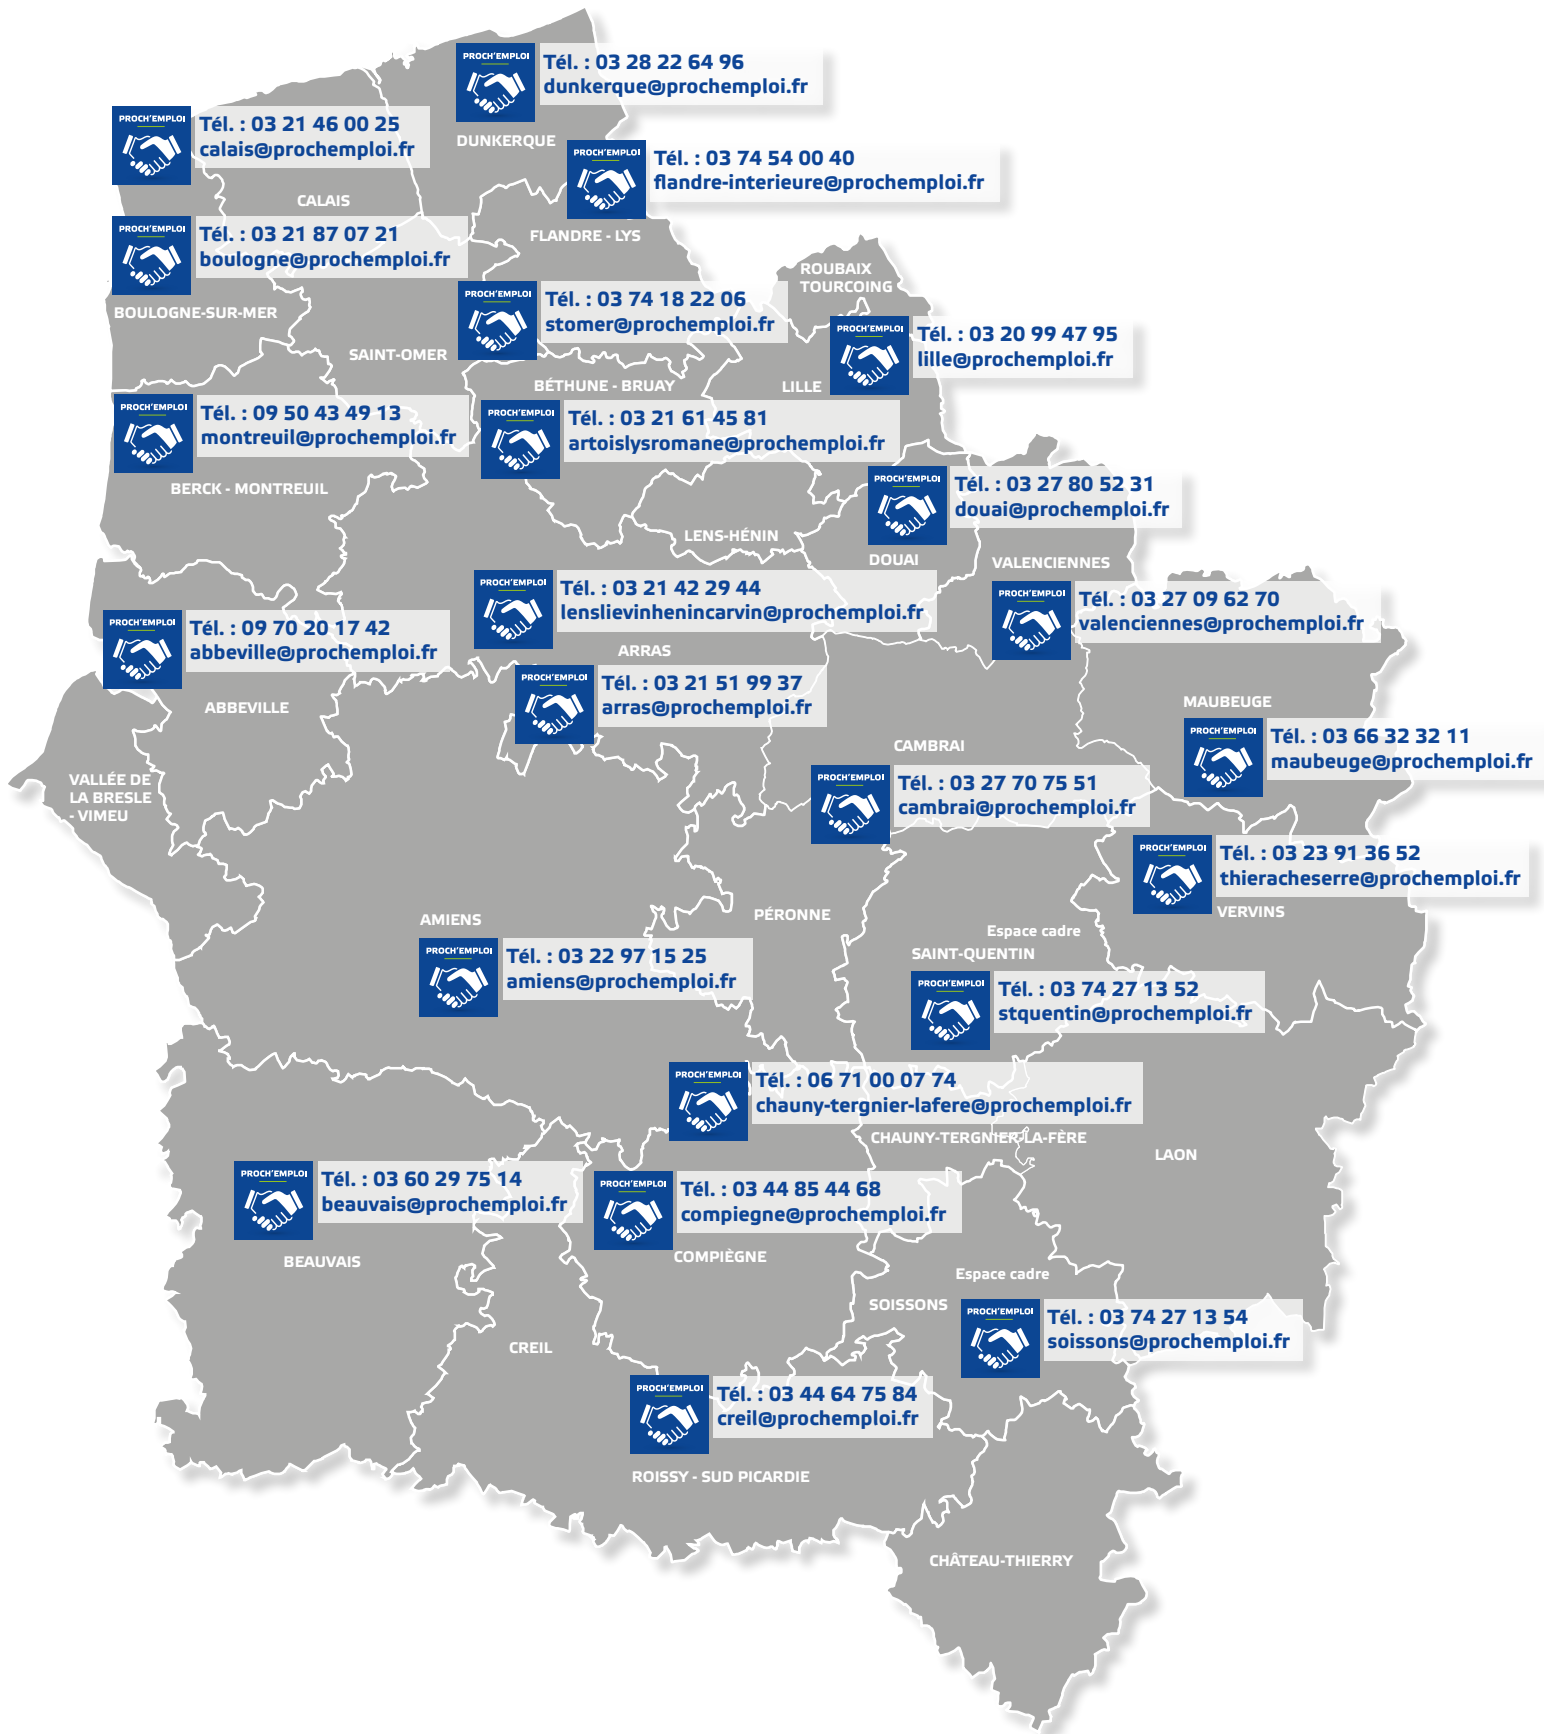 PROCH'EMPLOI
Tél. : 03 28 22 64 96
dunkerque@prochemploi.fr
DUNKERQUE
PROCH'EMPLOI
Tél. : 03 21 46 00 25
calais@prochemploi.fr
CALAIS
PROCH'EMPLOI
Tél. : 03 74 54 00 40
flandre-interieure@prochemploi.fr
FLANDRE - LYS
PROCH'EMPLOI
Tél. : 03 21 87 07 21
boulogne@prochemploi.fr
BOULOGNE-SUR-MER
ROUBAIX
TOURCOING
PROCH'EMPLOI
Tél. : 03 74 18 22 06
stomer@prochemploi.fr
SAINT-OMER
PROCH'EMPLOI
Tél. : 03 20 99 47 95
lille@prochemploi.fr
LILLE
BÉTHUNE - BRUAY
PROCH'EMPLOI
Tél. : 03 21 61 45 81
artoislysromane@prochemploi.fr
PROCH'EMPLOI
Tél. : 09 50 43 49 13
montreuil@prochemploi.fr
BERCK - MONTREUIL
PROCH'EMPLOI
Tél. : 03 27 80 52 31
douai@prochemploi.fr
DOUAI
LENS-HÉNIN
VALENCIENNES
PROCH'EMPLOI
Tél. : 03 21 42 29 44
lenslievinhenincarvin@prochemploi.fr
PROCH'EMPLOI
Tél. : 03 27 09 62 70
valenciennes@prochemploi.fr
PROCH'EMPLOI
Tél. : 09 70 20 17 42
abbeville@prochemploi.fr
ABBEVILLE
ARRAS
PROCH'EMPLOI
Tél. : 03 21 51 99 37
arras@prochemploi.fr
MAUBEUGE
PROCH'EMPLOI
Tél. : 03 66 32 32 11
maubeuge@prochemploi.fr
CAMBRAI
PROCH'EMPLOI
Tél. : 03 27 70 75 51
cambrai@prochemploi.fr
VALLÉE DE
LA BRESLE
- VIMEU
PROCH'EMPLOI
Tél. : 03 23 91 36 52
thieracheserre@prochemploi.fr
VERVINS
AMIENS
PROCH'EMPLOI
Tél. : 03 22 97 15 25
amiens@prochemploi.fr
PÉRONNE
Espace cadre
SAINT-QUENTIN
PROCH'EMPLOI
Tél. : 03 74 27 13 52
stquentin@prochemploi.fr
PROCH'EMPLOI
Tél. : 06 71 00 07 74
chauny-tergnier-lafere@prochemploi.fr
CHAUNY-TERGNIER-LA-FÈRE
LAON
PROCH'EMPLOI
Tél. : 03 60 29 75 14
beauvais@prochemploi.fr
BEAUVAIS
PROCH'EMPLOI
Tél. : 03 44 85 44 68
compiegne@prochemploi.fr
COMPIÈGNE
Espace cadre
SOISSONS
PROCH'EMPLOI
Tél. : 03 74 27 13 54
soissons@prochemploi.fr
CREIL
PROCH'EMPLOI
Tél. : 03 44 64 75 84
creil@prochemploi.fr
ROISSY - SUD PICARDIE
CHÂTEAU-THIERRY